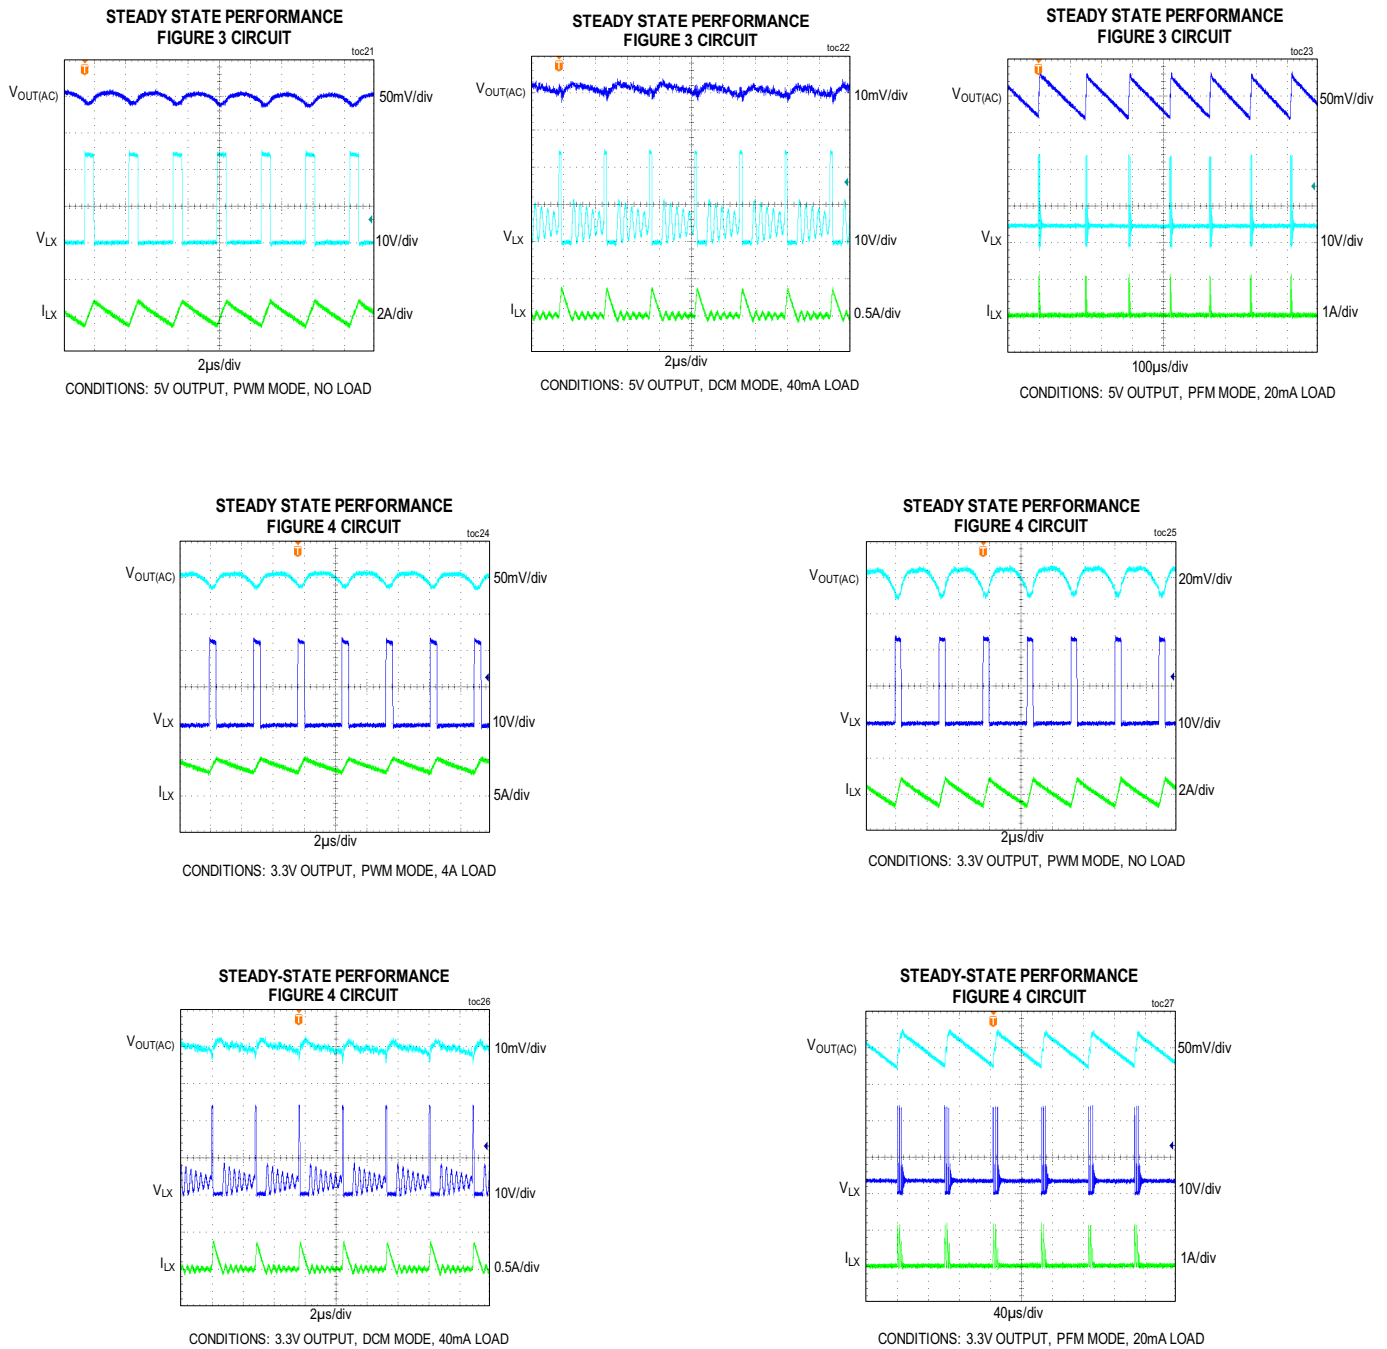 STEADY STATE PERFORMANCE
FIGURE 3 CIRCUIT
toc21
T
VOUT(AC)
50mV/div
VLX
10V/div
ILX
2A/div
2µs/div
CONDITIONS: 5V OUTPUT, PWM MODE, NO LOAD
STEADY STATE PERFORMANCE
FIGURE 3 CIRCUIT
toc22
T
VOUT(AC)
10mV/div
VLX
10V/div
ILX
0.5A/div
2µs/div
CONDITIONS: 5V OUTPUT, DCM MODE, 40mA LOAD
STEADY STATE PERFORMANCE
FIGURE 3 CIRCUIT
toc23
T
VOUT(AC)
50mV/div
VLX
10V/div
ILX
1A/div
100µs/div
CONDITIONS: 5V OUTPUT, PFM MODE, 20mA LOAD
STEADY STATE PERFORMANCE
FIGURE 4 CIRCUIT
toc24
T
VOUT(AC)
50mV/div
VLX
10V/div
ILX
5A/div
2µs/div
CONDITIONS: 3.3V OUTPUT, PWM MODE, 4A LOAD
STEADY STATE PERFORMANCE
FIGURE 4 CIRCUIT
toc25
T
VOUT(AC)
20mV/div
VLX
10V/div
ILX
2A/div
2µs/div
CONDITIONS: 3.3V OUTPUT, PWM MODE, NO LOAD
STEADY-STATE PERFORMANCE
FIGURE 4 CIRCUIT
toc26
T
VOUT(AC)
10mV/div
VLX
10V/div
ILX
0.5A/div
2µs/div
CONDITIONS: 3.3V OUTPUT, DCM MODE, 40mA LOAD
STEADY-STATE PERFORMANCE
FIGURE 4 CIRCUIT
toc27
T
VOUT(AC)
50mV/div
VLX
10V/div
ILX
1A/div
40µs/div
CONDITIONS: 3.3V OUTPUT, PFM MODE, 20mA LOAD